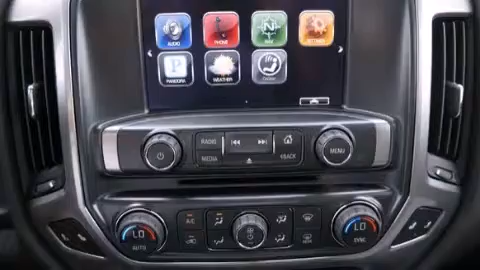 AUDIO PHONE NAV SETTINGS
P
PANDORA WEATHER OnStar
RADIO
MEDIA BACK
MENU
LO LO
A/C
AUTO SYNC